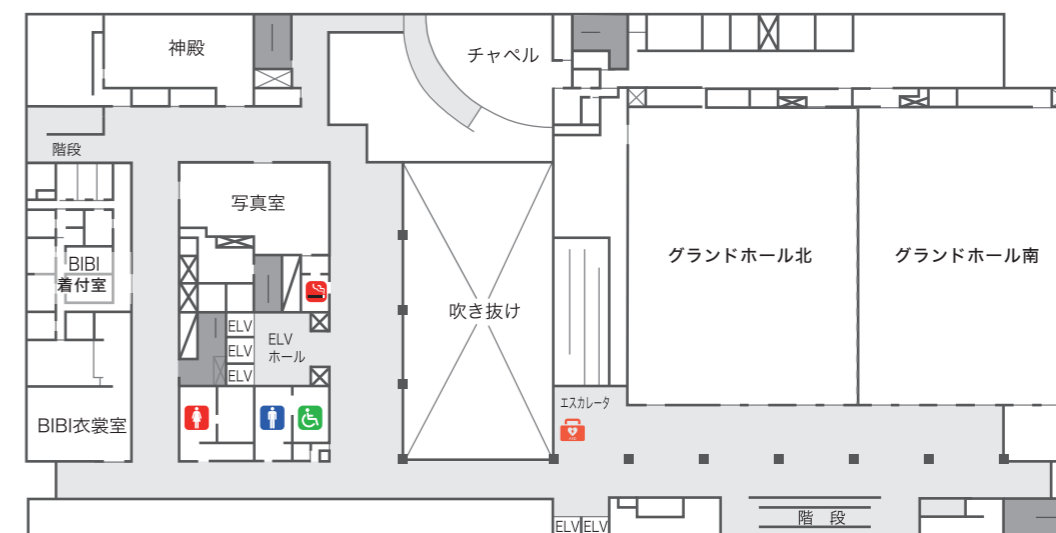 神殿
チャペル
階段
写真室
BIBI
着付室
グランドホール北
グランドホール南
吹き抜け
ELV
ELV
ELV
ELV
ホール
エスカレータ
BIBI衣裳室
階 段
ELV
ELV